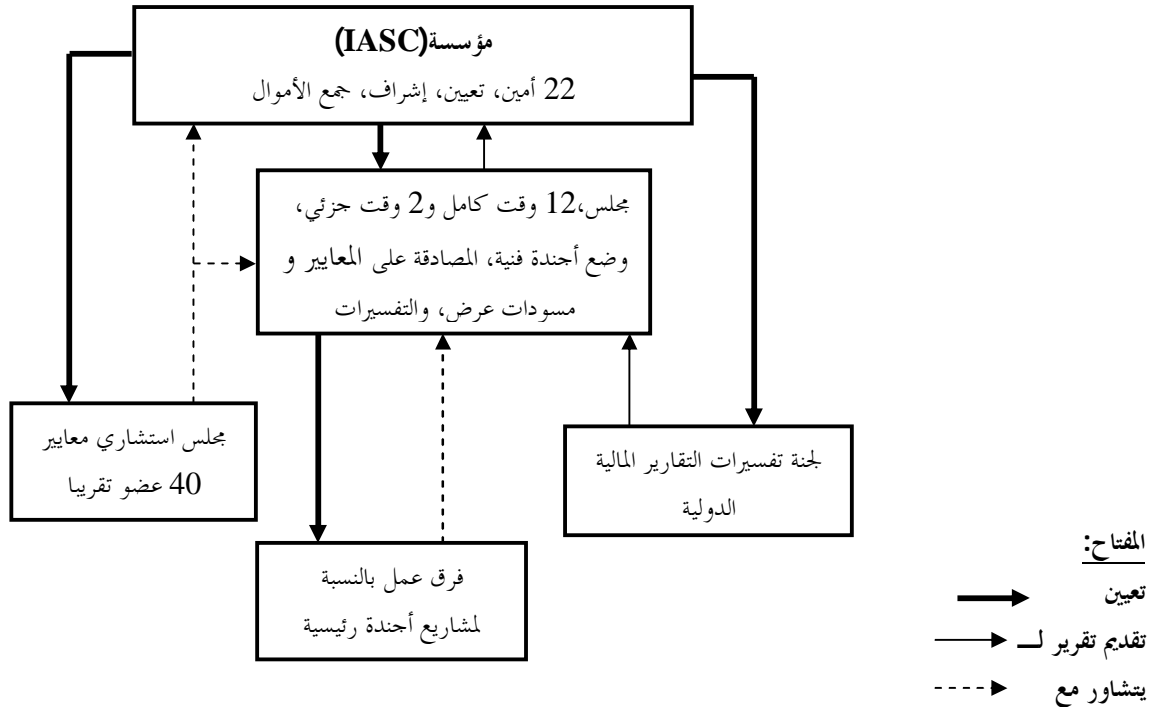 مؤسسة(IASC)
22 أمين، تعيين، إشراف، جمع الأموال
مجلس،12 وقت كامل و2 وقت جزئي،
وضع أجندة فنية، المصادقة على المعايير و
مسودات عرض، والتفسيرات
مجلس استشاري معايير
40 عضو تقريبا
لجنة تفسيرات التقارير المالية
الدولية
فرق عمل بالنسبة
لمشاريع أجندة رئيسية
المفتاح:
تعيين
تقديم تقرير لـــ
يتشاور مع